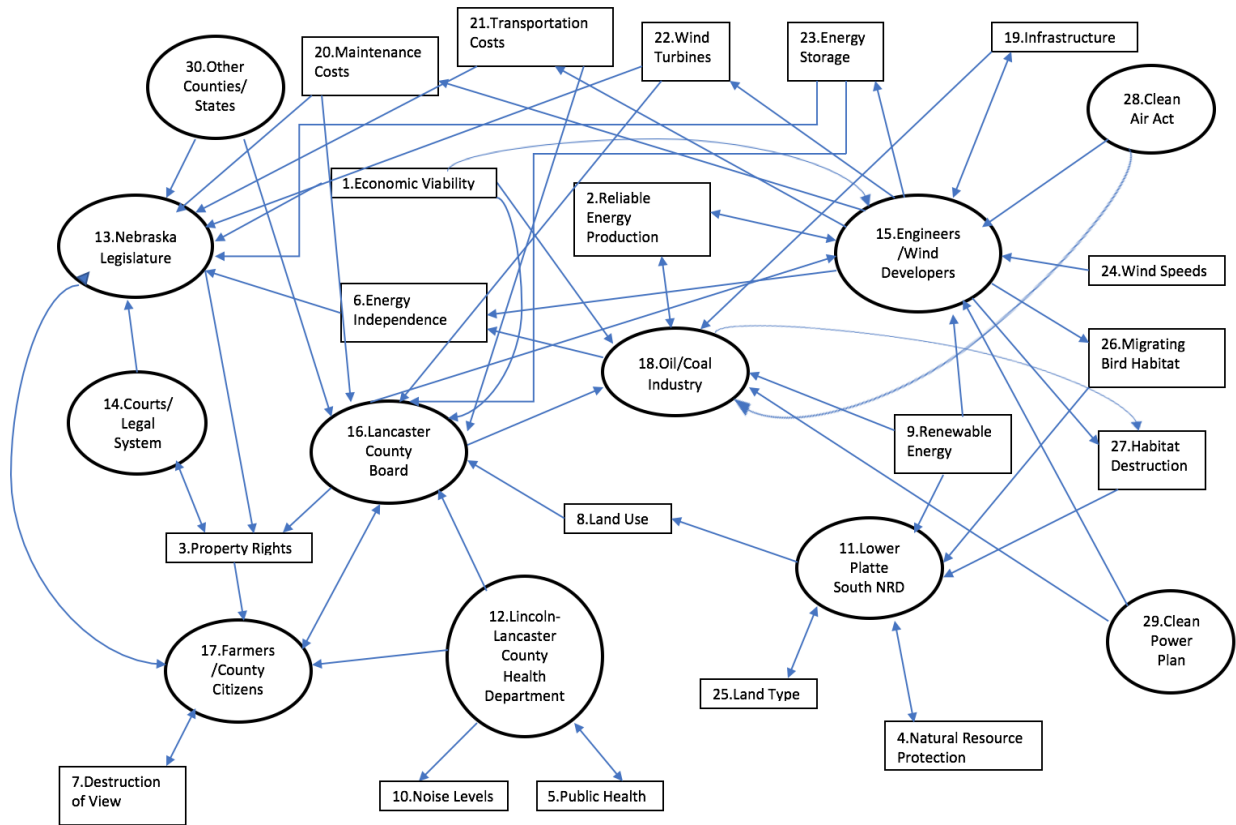 21.Transportation
Costs
20.Maintenance
Costs
22.Wind
Turbines
23.Energy
Storage
19.Infrastructure
30.Other
Counties/
States
28.Clean
Air Act
1.Economic Viability
2.Reliable
Energy
Production
13.Nebraska
Legislature
15.Engineers
/Wind
Developers
24.Wind Speeds
6.Energy
Independence
18.Oil/Coal
Industry
26.Migrating
Bird Habitat
14.Courts/
Legal
System
16.Lancaster
County
Board
9.Renewable
Energy
27.Habitat
Destruction
8.Land Use
3.Property Rights
11.Lower
Platte
South NRD
12.Lincoln-
Lancaster
County
Health
Department
29.Clean
Power
Plan
17.Farmers
/County
Citizens
25.Land Type
4.Natural Resource
Protection
7.Destruction
of View
10.Noise Levels
5.Public Health